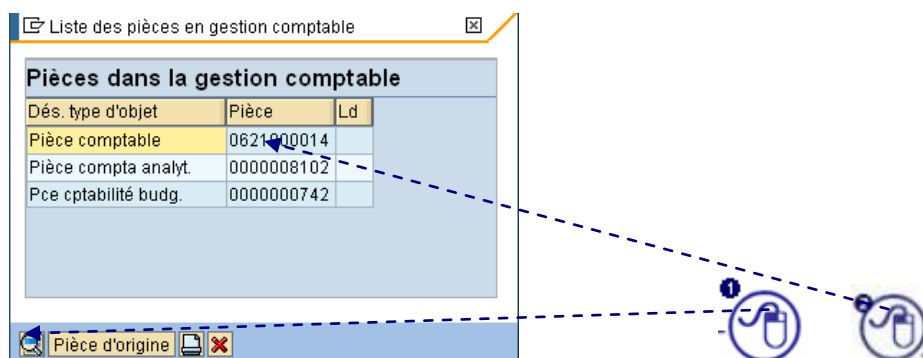 Liste des pièces en gestion comptable
Pièces dans la gestion comptable
Dés. type d'objet Pièce Ld
Pièce comptable 0621000014
Pièce compta analyt. 0000008102
Pce cptabilité budg. 0000000742
1
Pièce d'origine